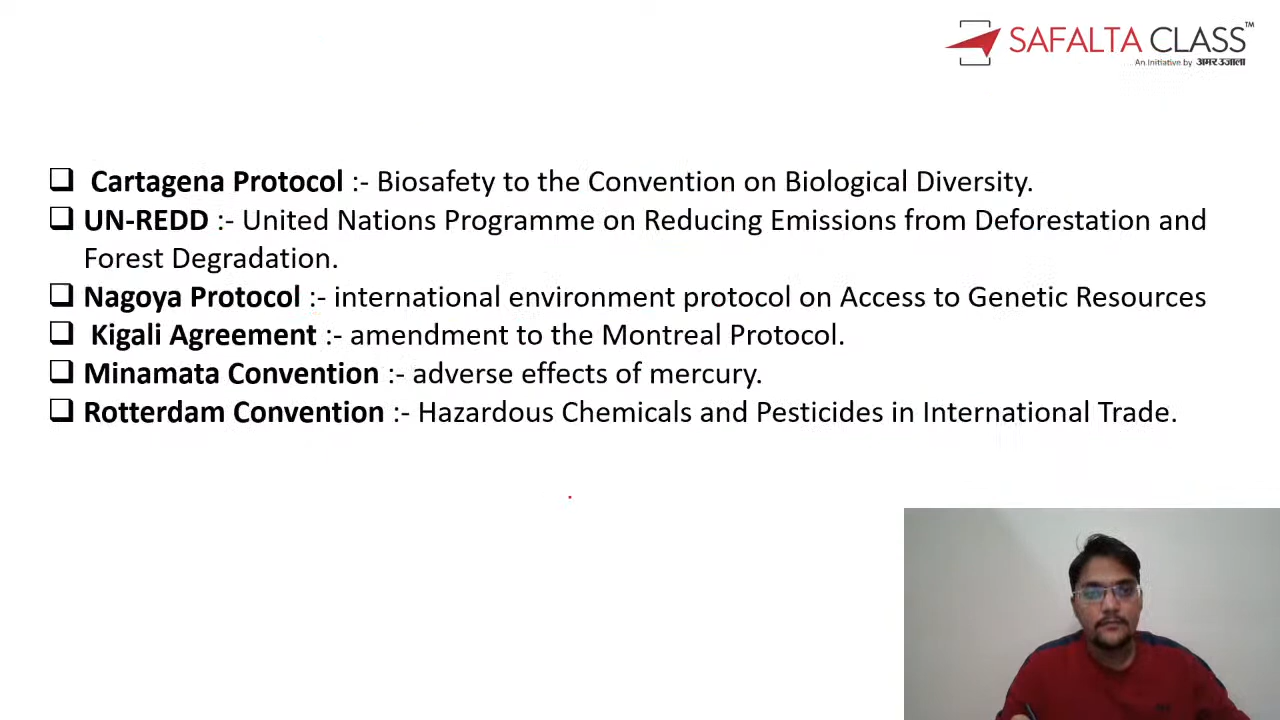 SAFALTA CLASS™
An Initiative by अमर उजाला
Cartagena Protocol :- Biosafety to the Convention on Biological Diversity.
UN-REDD :- United Nations Programme on Reducing Emissions from Deforestation and
Forest Degradation.
Nagoya Protocol :- international environment protocol on Access to Genetic Resources
Kigali Agreement :- amendment to the Montreal Protocol.
Minamata Convention :- adverse effects of mercury.
Rotterdam Convention :- Hazardous Chemicals and Pesticides in International Trade.